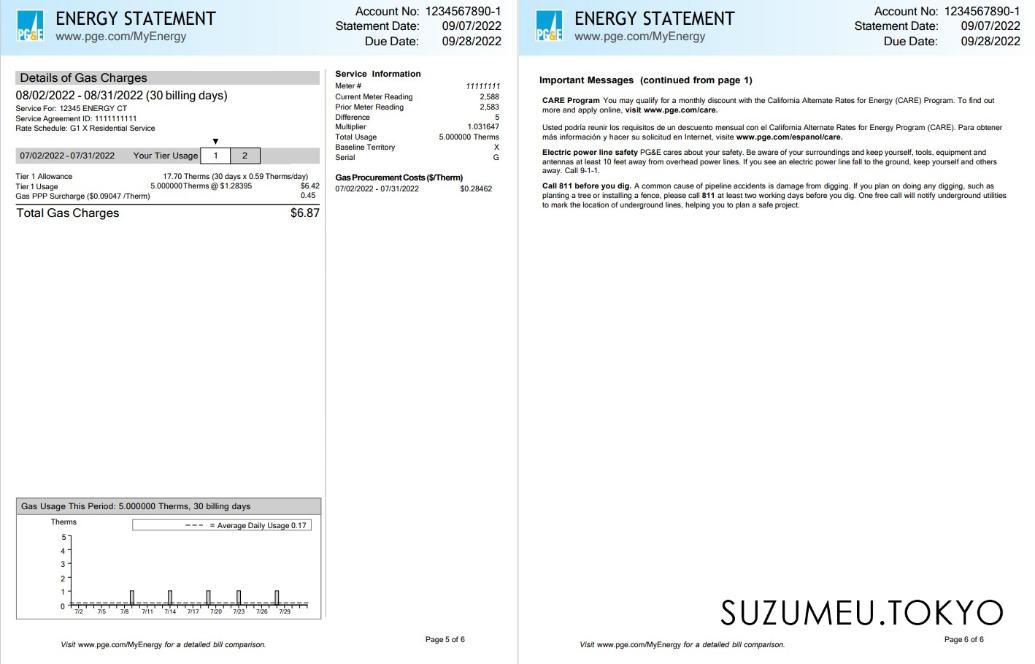 PG&E
ENERGY STATEMENT
www.pge.com/MyEnergy
Account No: 1234567890-1
Statement Date: 09/07/2022
Due Date: 09/28/2022
Details of Gas Charges
08/02/2022 - 08/31/2022 (30 billing days)
Service For: 12345 ENERGY CT
Service Agreement ID: 1111111111
Rate Schedule: G1 X Residential Service
07/02/2022 - 07/31/2022 Your Tier Usage 1 2
Tier 1 Allowance 17.70 Therms (30 days x 0.59 Therms/day)
Tier 1 Usage 5.000000 Therms @ $1.28395 $6.42
Gas PPP Surcharge ($0.09047 /Therm) 0.45
Total Gas Charges $6.87
Service Information
Meter # 11111111
Current Meter Reading 2,588
Prior Meter Reading 2,583
Difference 5
Multiplier 1.031647
Total Usage 5.000000 Therms
Baseline Territory X
Serial G
Gas Procurement Costs ($/Therm)
07/02/2022 - 07/31/2022 $0.28462
Gas Usage This Period: 5.000000 Therms, 30 billing days
Therms
= Average Daily Usage 0.17
5
4
3
2
1
0
7/2 7/5 7/8 7/11 7/14 7/17 7/20 7/23 7/26 7/29
Visit www.pge.com/MyEnergy for a detailed bill comparison.
Page 5 of 6
PG&E
ENERGY STATEMENT
www.pge.com/MyEnergy
Account No: 1234567890-1
Statement Date: 09/07/2022
Due Date: 09/28/2022
Important Messages (continued from page 1)
CARE Program You may qualify for a monthly discount with the California Alternate Rates for Energy (CARE) Program. To find out
more and apply online, visit www.pge.com/care.
Usted podría reunir los requisitos de un descuento mensual con el California Alternate Rates for Energy Program (CARE). Para obtener
más información y hacer su solicitud en Internet, visite www.pge.com/espanol/care.
Electric power line safety PG&E cares about your safety. Be aware of your surroundings and keep yourself, tools, equipment and
antennas at least 10 feet away from overhead power lines. If you see an electric power line fall to the ground, keep yourself and others
away. Call 9-1-1.
Call 811 before you dig. A common cause of pipeline accidents is damage from digging. If you plan on doing any digging, such as
planting a tree or installing a fence, please call 811 at least two working days before you dig. One free call will notify underground utilities
to mark the location of underground lines, helping you to plan a safe project.
SUZUMEU.TOKYO
Visit www.pge.com/MyEnergy for a detailed bill comparison.
Page 6 of 6